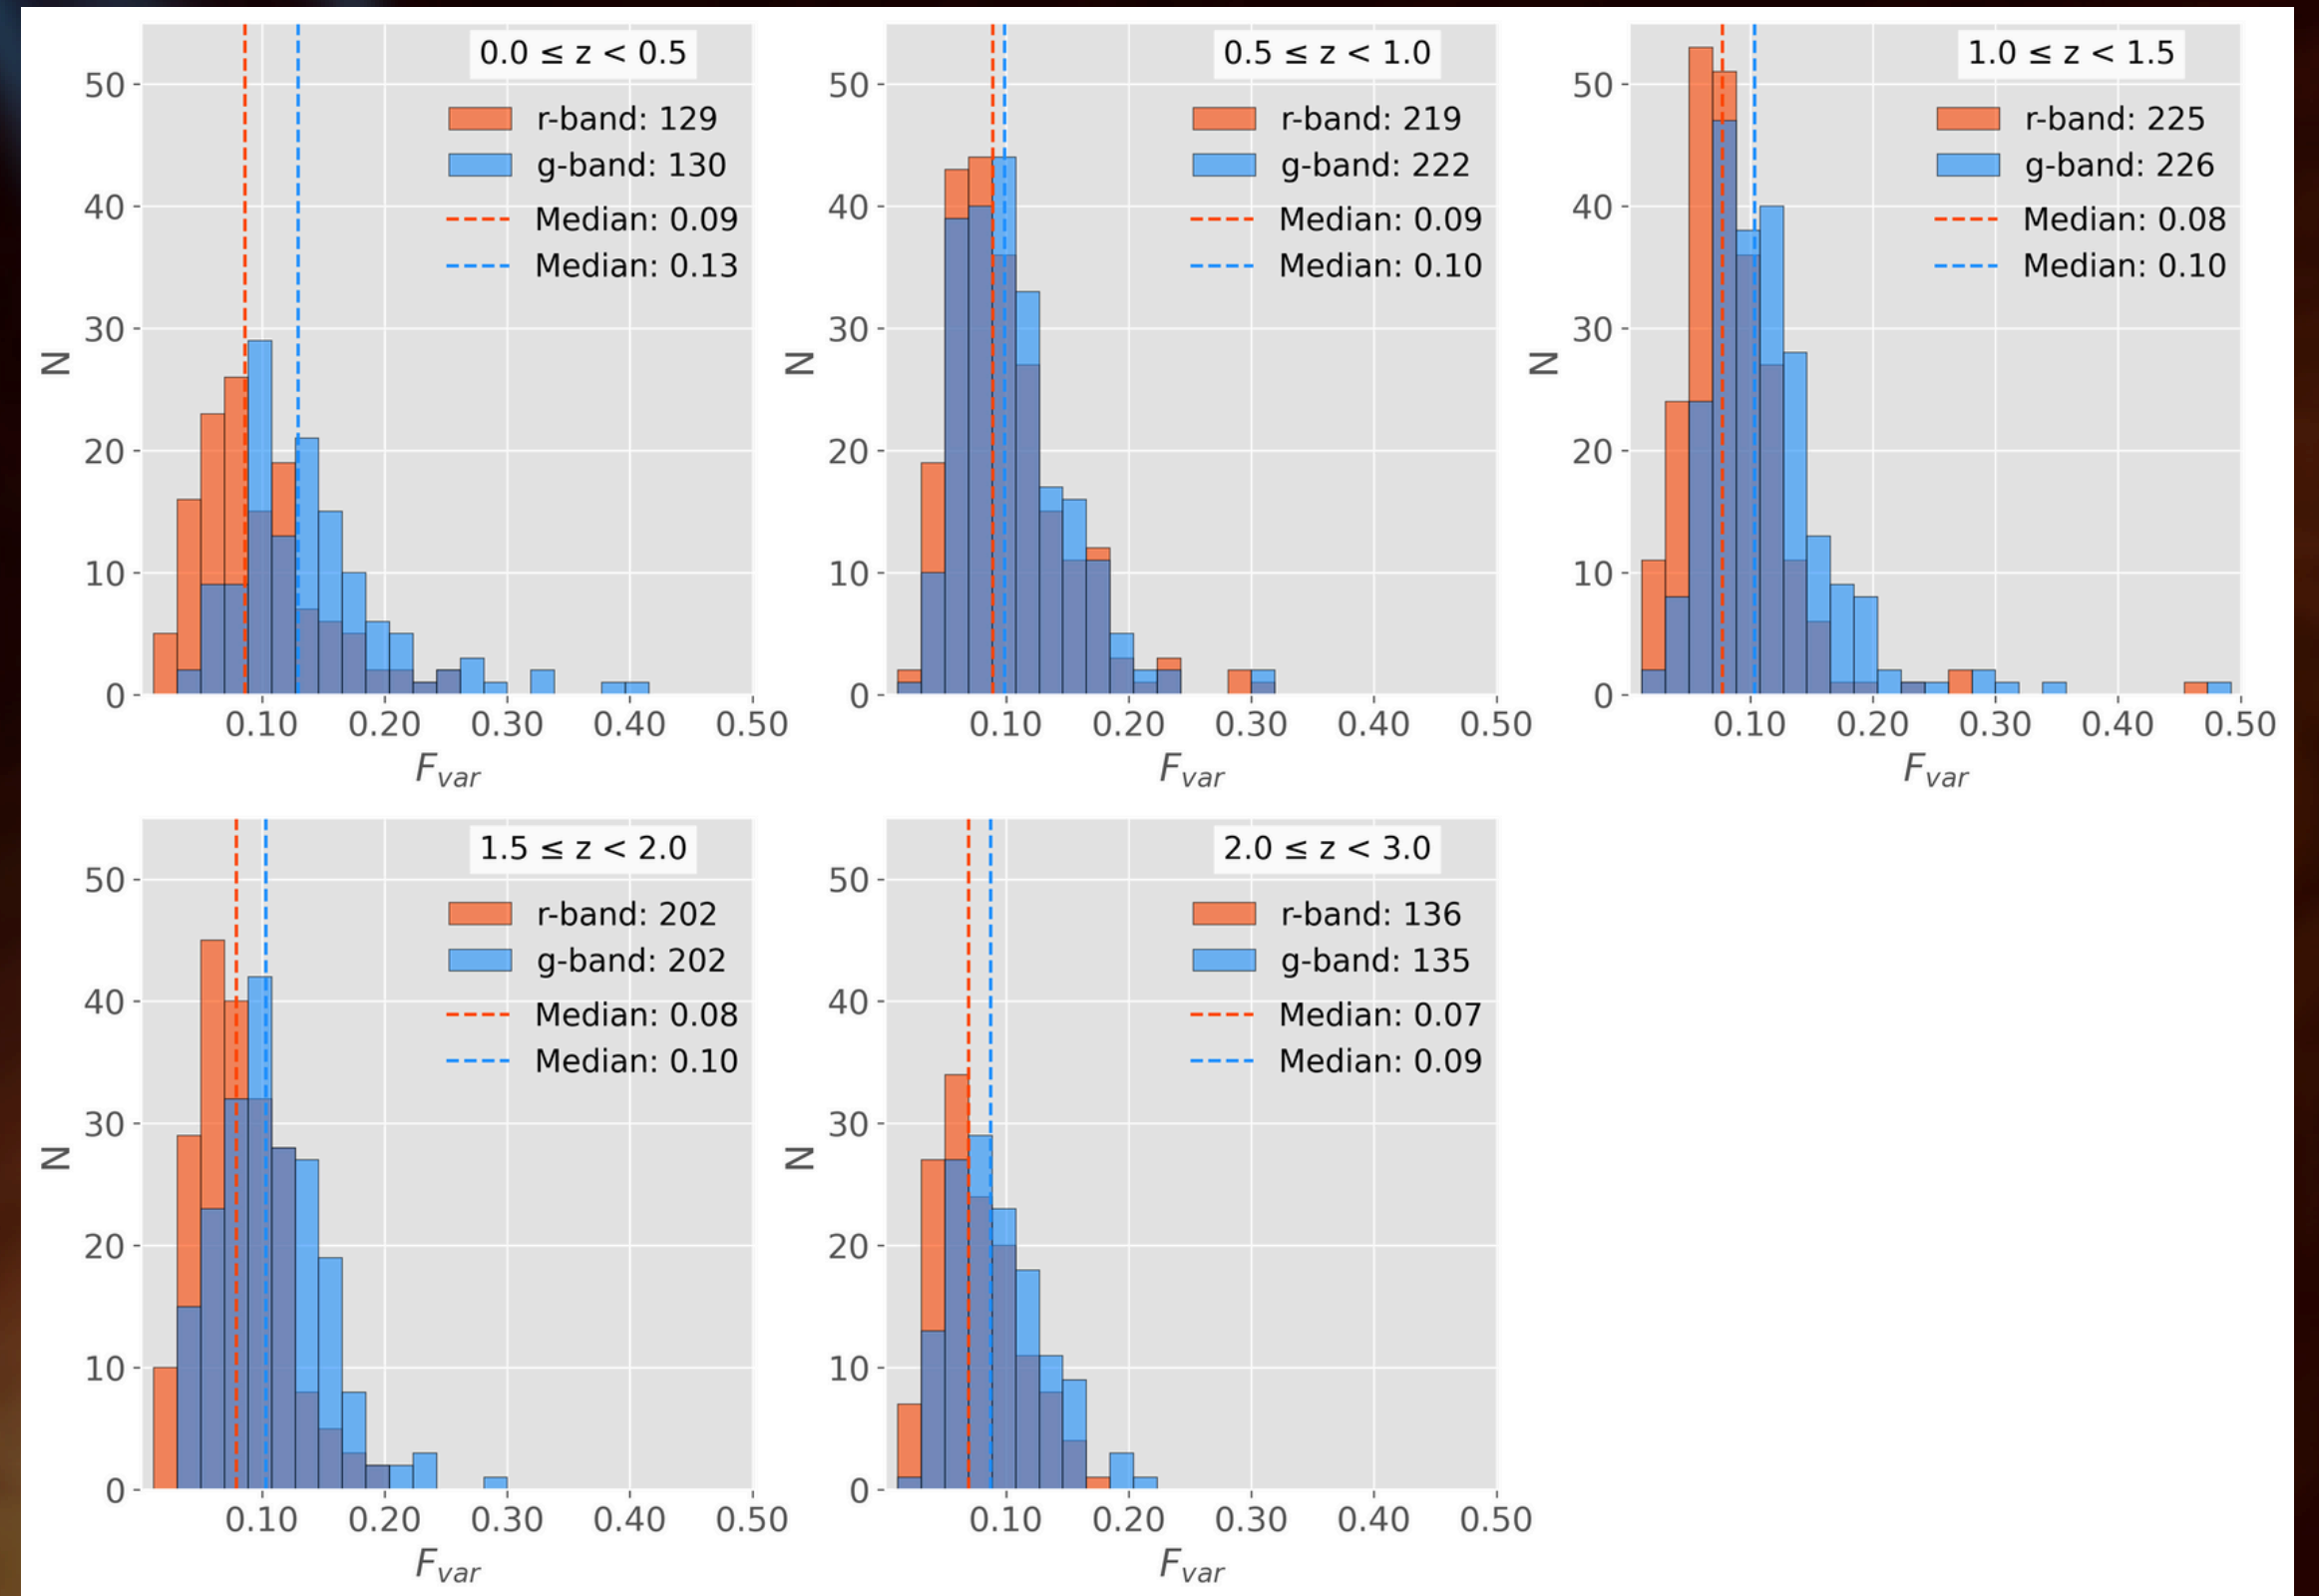 0.0 ≤ z < 0.5
r-band: 129
g-band: 130
Median: 0.09
Median: 0.13
50
40
30
20
10
0
N
0.10 0.20 0.30 0.40 0.50
Fvar
0.5 ≤ z < 1.0
r-band: 219
g-band: 222
Median: 0.09
Median: 0.10
50
40
30
20
10
0
N
0.10 0.20 0.30 0.40 0.50
Fvar
1.0 ≤ z < 1.5
r-band: 225
g-band: 226
Median: 0.08
Median: 0.10
50
40
30
20
10
0
N
0.10 0.20 0.30 0.40 0.50
Fvar
1.5 ≤ z < 2.0
r-band: 202
g-band: 202
Median: 0.08
Median: 0.10
50
40
30
20
10
0
N
0.10 0.20 0.30 0.40 0.50
Fvar
2.0 ≤ z < 3.0
r-band: 136
g-band: 135
Median: 0.07
Median: 0.09
50
40
30
20
10
0
N
0.10 0.20 0.30 0.40 0.50
Fvar